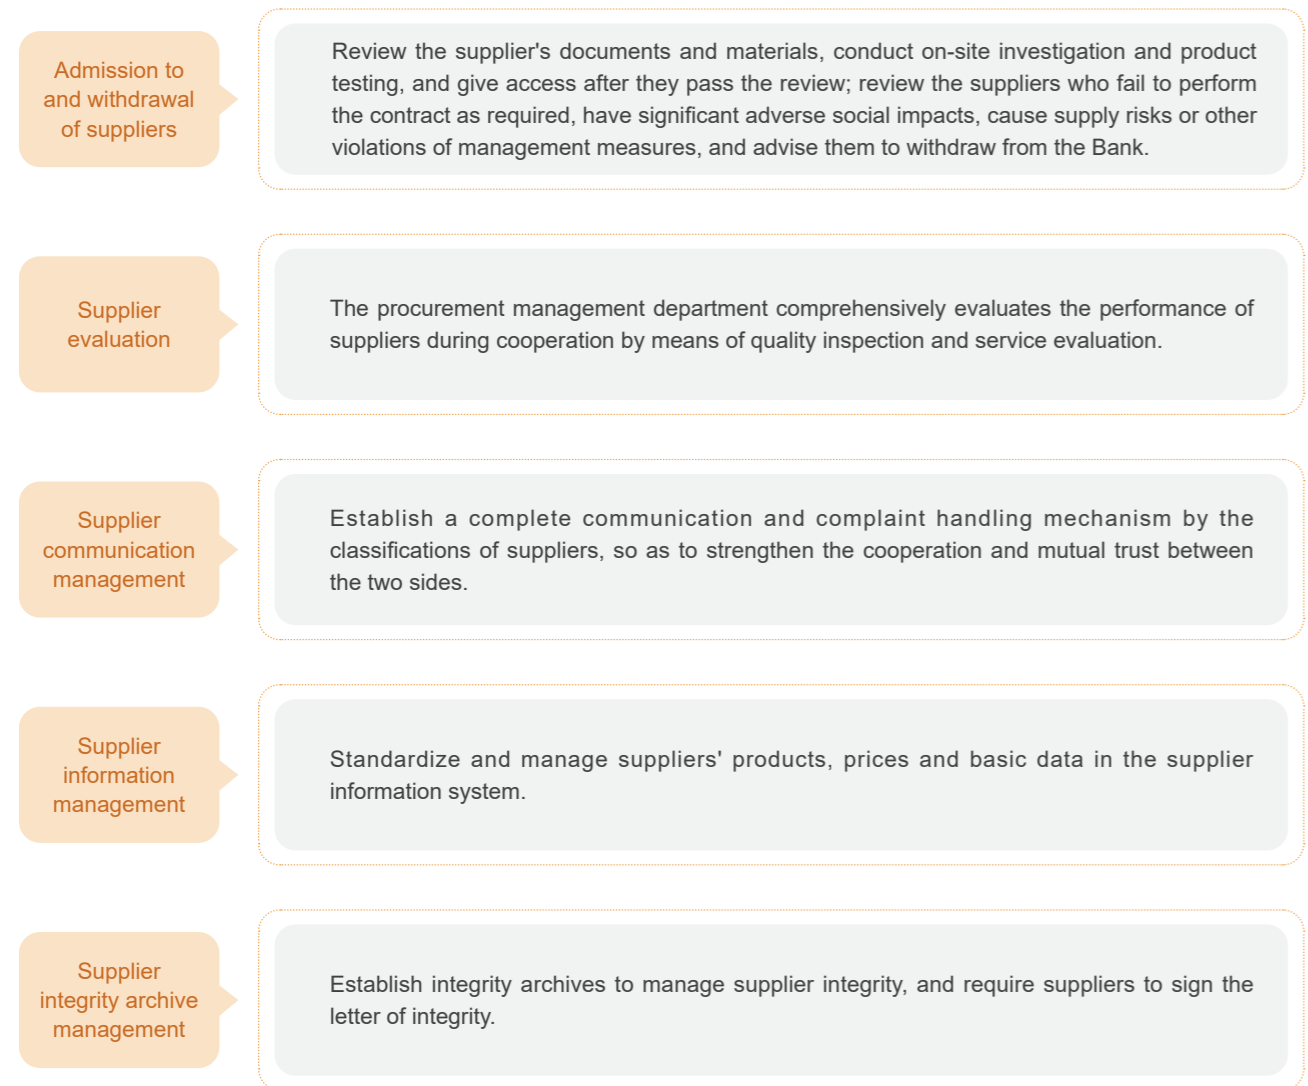 Admission to
and withdrawal
of suppliers
Review the supplier's documents and materials, conduct on-site investigation and product
testing, and give access after they pass the review; review the suppliers who fail to perform
the contract as required, have significant adverse social impacts, cause supply risks or other
violations of management measures, and advise them to withdraw from the Bank.
Supplier
evaluation
The procurement management department comprehensively evaluates the performance of
suppliers during cooperation by means of quality inspection and service evaluation.
Supplier
communication
management
Establish a complete communication and complaint handling mechanism by the
classifications of suppliers, so as to strengthen the cooperation and mutual trust between
the two sides.
Supplier
information
management
Standardize and manage suppliers' products, prices and basic data in the supplier
information system.
Supplier
integrity archive
management
Establish integrity archives to manage supplier integrity, and require suppliers to sign the
letter of integrity.